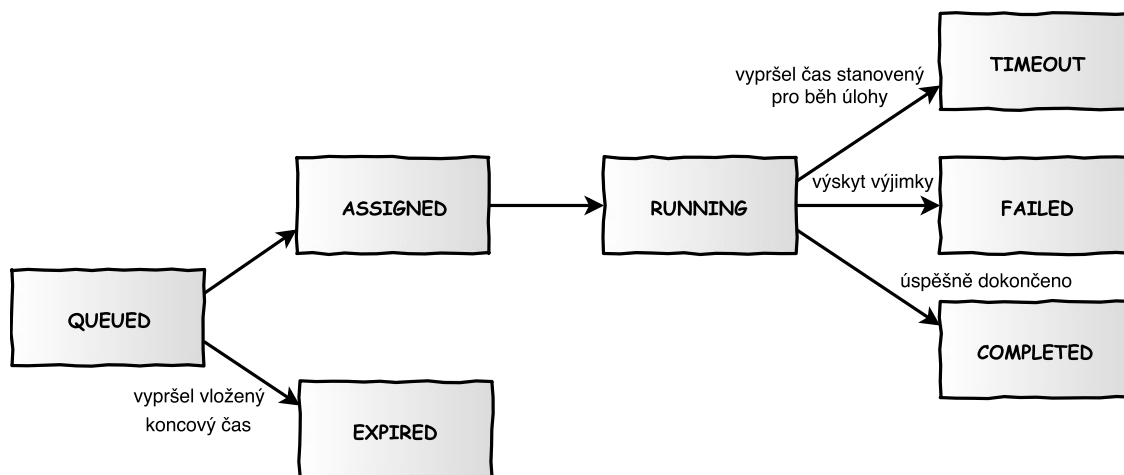 TIMEOUT
vypršel čas stanovený
pro běh úlohy
ASSIGNED
RUNNING
výskyt výjimky
FAILED
QUEUED
úspěšně dokončeno
COMPLETED
vypršel vložený
koncový čas
EXPIRED